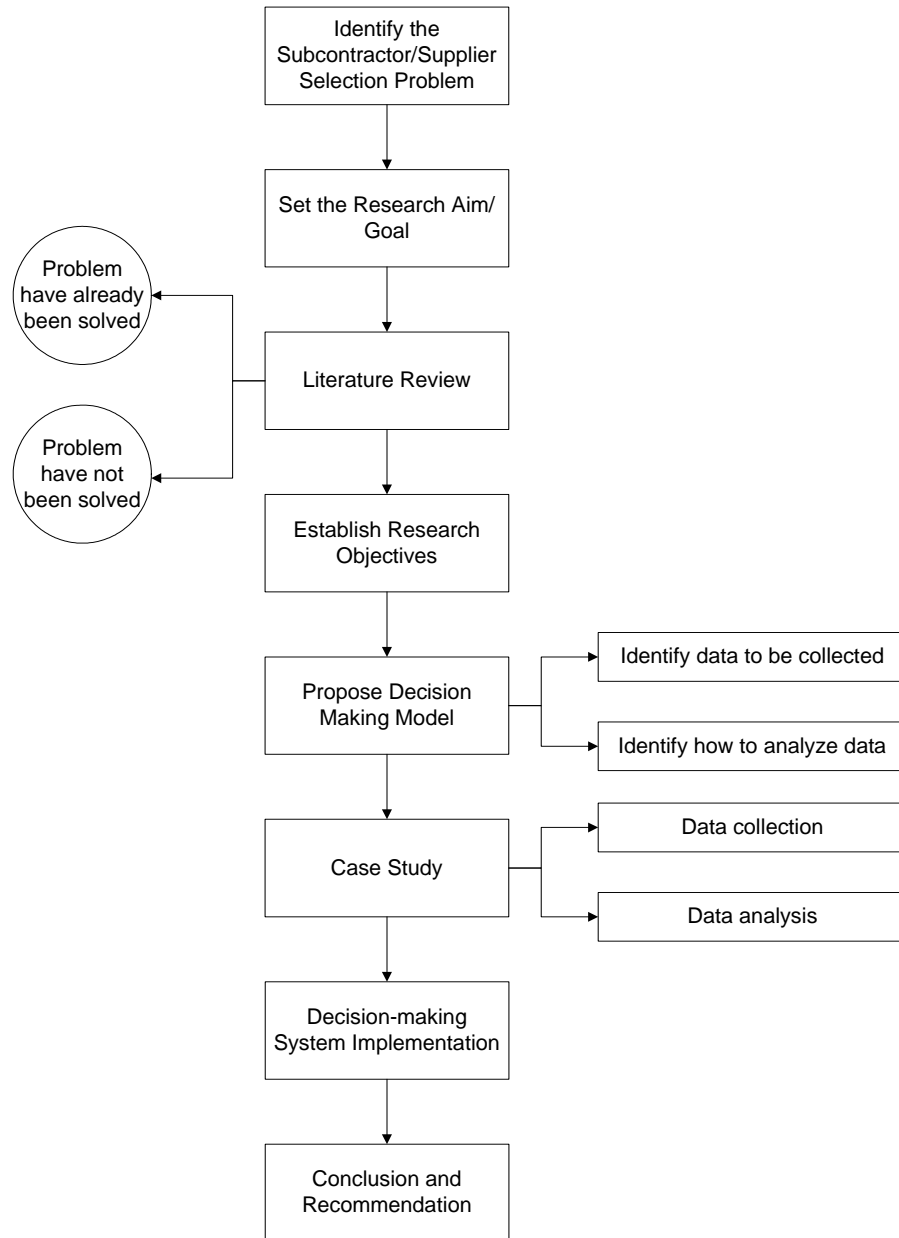 Identify the
Subcontractor/Supplier
Selection Problem
Set the Research Aim/
Goal
Problem
have already
been solved
Literature Review
Problem
have not
been solved
Establish Research
Objectives
Propose Decision
Making Model
Identify data to be collected
Identify how to analyze data
Case Study
Data collection
Data analysis
Decision-making
System Implementation
Conclusion and
Recommendation